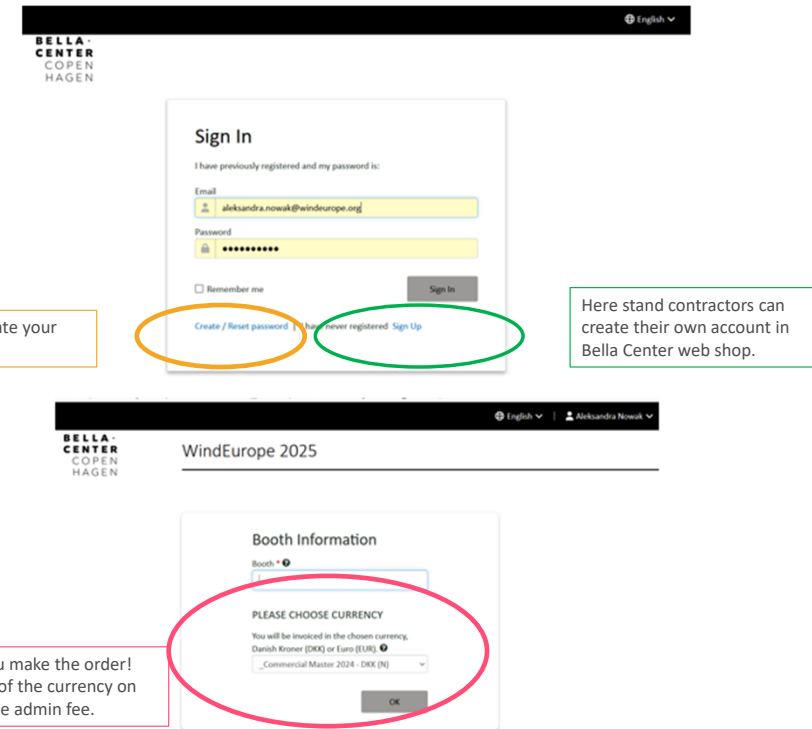 English
BELLA·
CENTER
COPEN
HAGEN
Sign In
I have previously registered and my password is:
Email
aleksandra.nowak@windeurope.org
Password
Remember me
Sign In
Create / Reset password | I have never registered Sign Up
ate your
Here stand contractors can
create their own account in
Bella Center web shop.
English | Aleksandra Nowak
BELLA·
CENTER
COPEN
HAGEN
WindEurope 2025
Booth Information
Booth *
PLEASE CHOOSE CURRENCY
You will be invoiced in the chosen currency,
Danish Kroner (DKK) or Euro (EUR).
_Commercial Master 2024 - DKK (N)
OK
u make the order!
of the currency on
e admin fee.